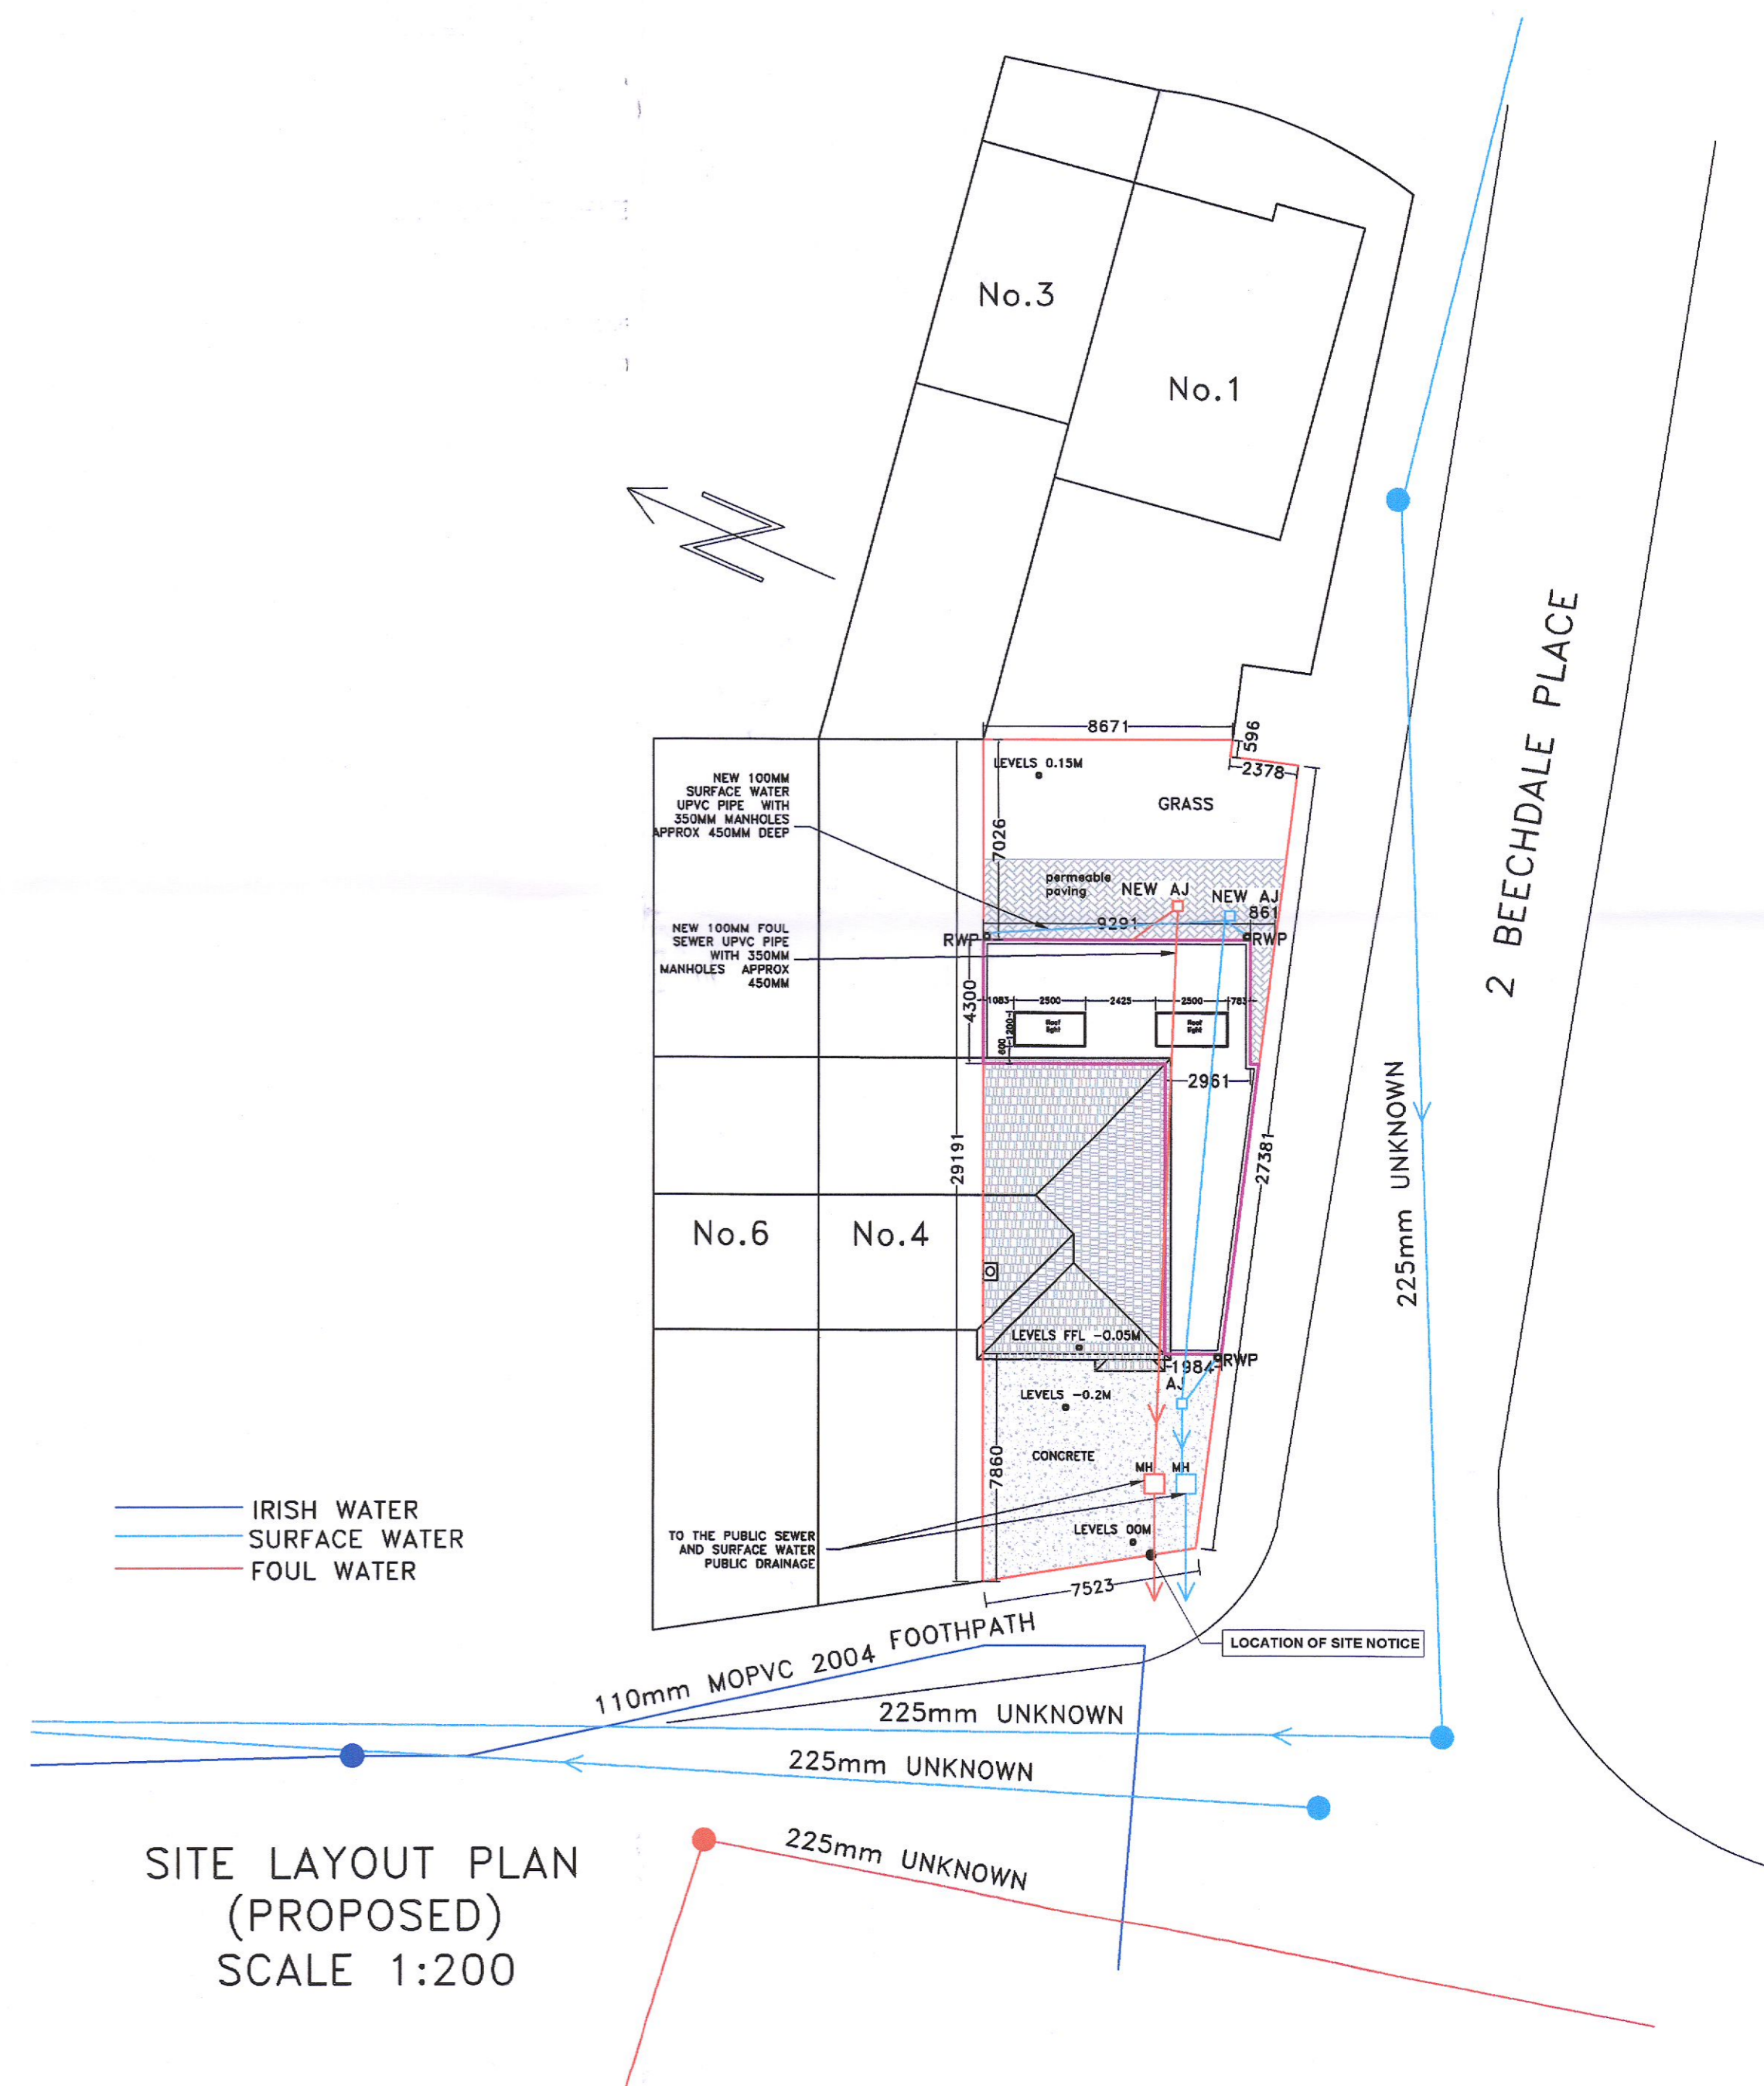 No.3
No.1
2 BEECHDALE PLACE
8671
596
2378
LEVELS 0.15M
GRASS
NEW 100MM
SURFACE WATER
UPVC PIPE WITH
350MM MANHOLES
APPROX 450MM DEEP
7026
permeable
paving
NEW AJ
NEW AJ
861
9291
RWP
RWP
NEW 100MM FOUL
SEWER UPVC PIPE
WITH 350MM
MANHOLES APPROX
450MM
4300
1083
2500
2425
2500
783
1200
600
Roof
light
Roof
light
2961
29191
27381
225mm UNKNOWN
No.6
No.4
LEVELS FFL -0.05M
1984
RWP
AJ
LEVELS -0.2M
CONCRETE
7860
MH
MH
LEVELS 00M
TO THE PUBLIC SEWER
AND SURFACE WATER
PUBLIC DRAINAGE
7523
IRISH WATER
SURFACE WATER
FOUL WATER
LOCATION OF SITE NOTICE
FOOTHPATH
110mm MOPVC 2004
225mm UNKNOWN
225mm UNKNOWN
225mm UNKNOWN
SITE LAYOUT PLAN
(PROPOSED)
SCALE 1:200